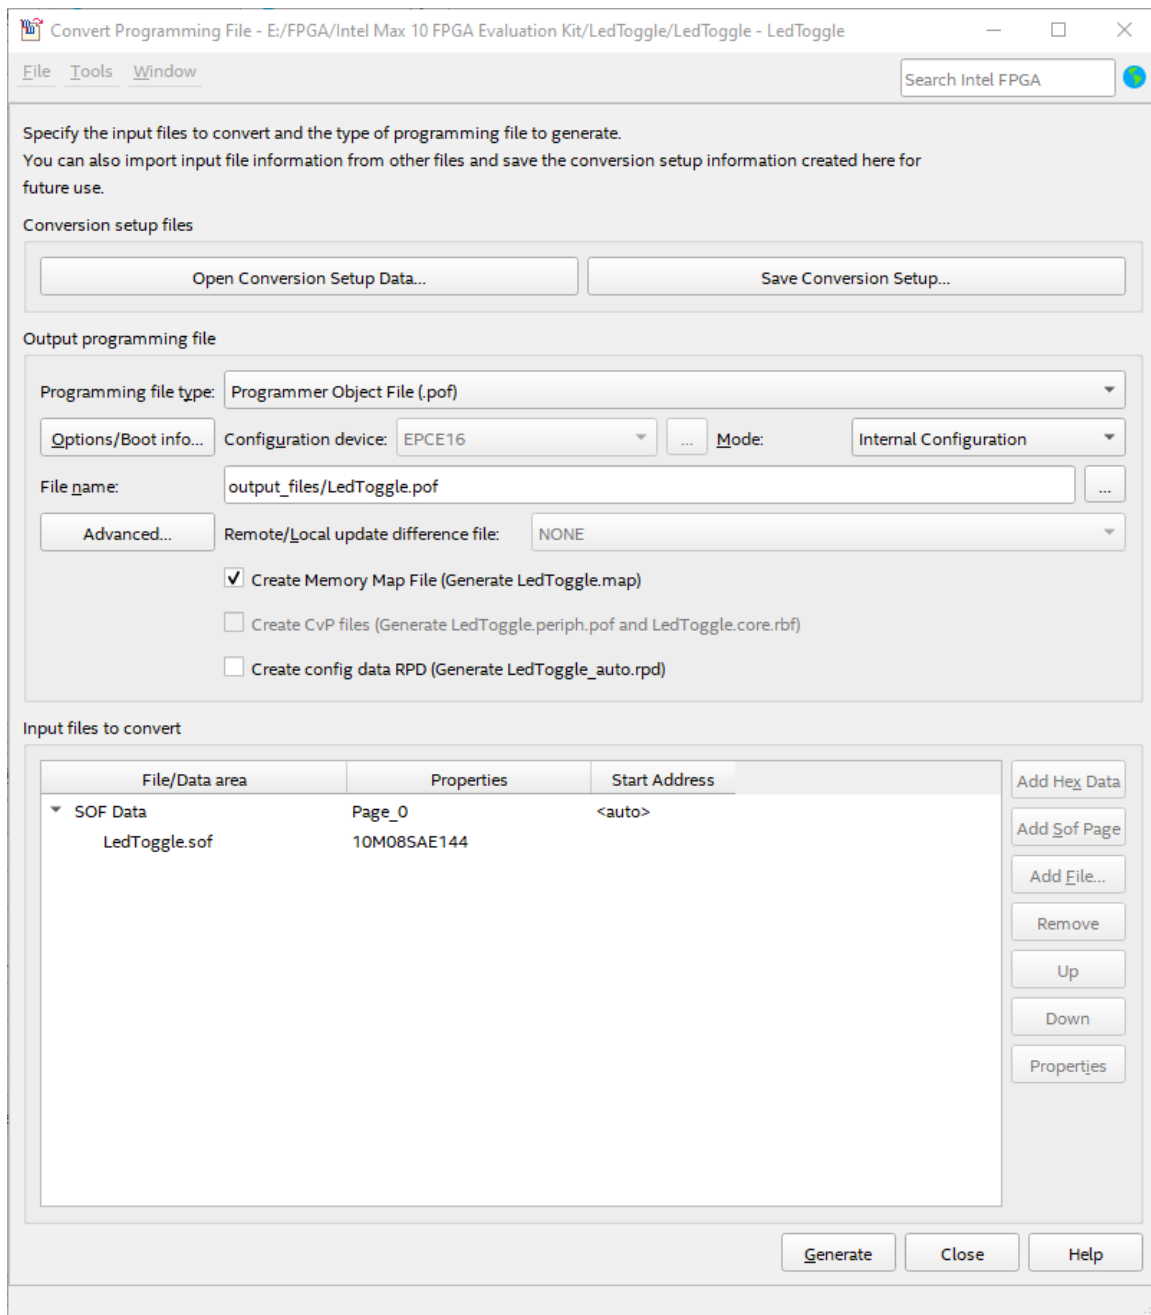 Convert Programming File - E:/FPGA/Intel Max 10 FPGA Evaluation Kit/LedToggle/LedToggle - LedToggle
File Tools Window
Search Intel FPGA
Specify the input files to convert and the type of programming file to generate.
You can also import input file information from other files and save the conversion setup information created here for
future use.
Conversion setup files
Open Conversion Setup Data... Save Conversion Setup...
Output programming file
Programming file type: Programmer Object File (.pof)
Options/Boot info... Configuration device: EPCE16 ... Mode: Internal Configuration
File name: output_files/LedToggle.pof ...
Advanced... Remote/Local update difference file: NONE
Create Memory Map File (Generate LedToggle.map)
Create CvP files (Generate LedToggle.periph.pof and LedToggle.core.rbf)
Create config data RPD (Generate LedToggle_auto.rpd)
Input files to convert
File/Data area Properties Start Address
SOF Data Page_0 <auto>
LedToggle.sof 10M08SAE144
Add Hex Data
Add Sof Page
Add File...
Remove
Up
Down
Properties
Generate Close Help